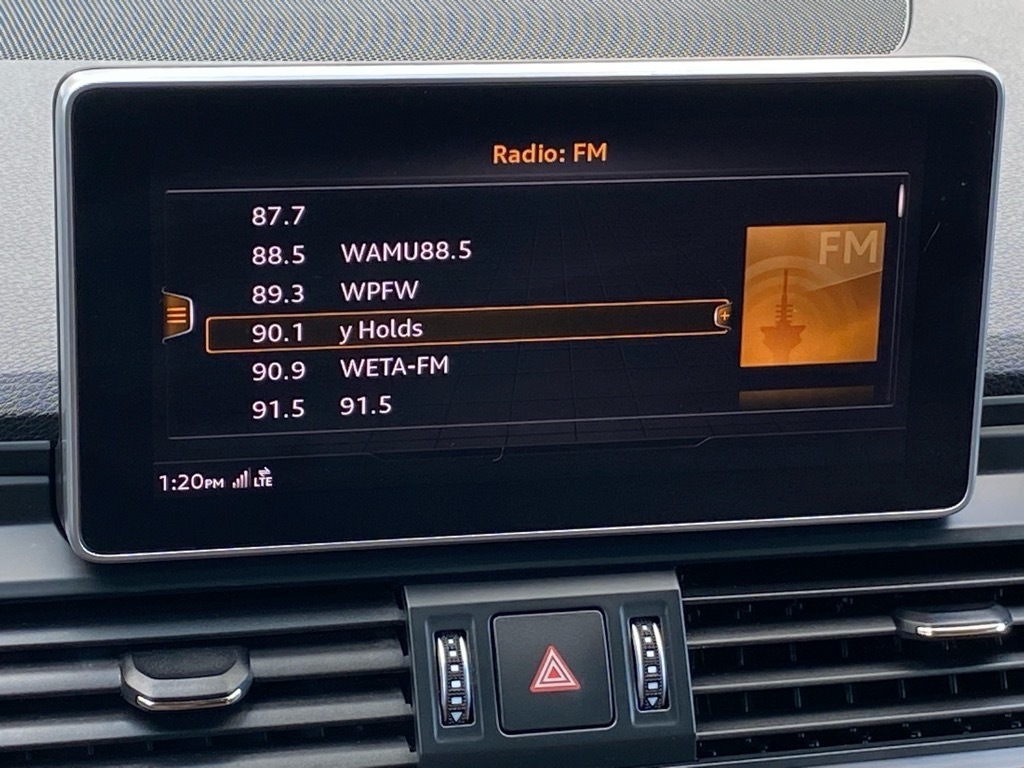 Radio: FM
87.7
88.5 WAMU88.5
89.3 WPFW
90.1 y Holds
90.9 WETA-FM
91.5 91.5
FM
1:20PM LTE